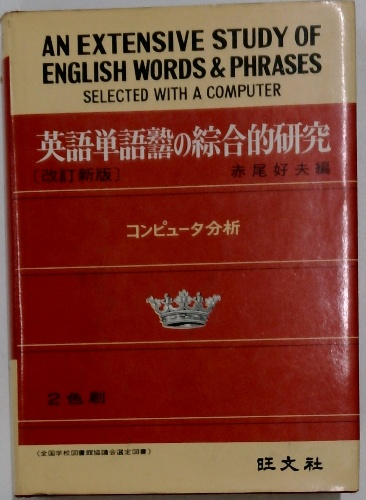 AN EXTENSIVE STUDY OF
ENGLISH WORDS & PHRASES
SELECTED WITH A COMPUTER
英語単語熟語の綜合的研究
〔改訂新版〕
赤尾好夫編
コンピュータ分析
2色刷
（全国学校図書館協議会選定図書）
旺文社